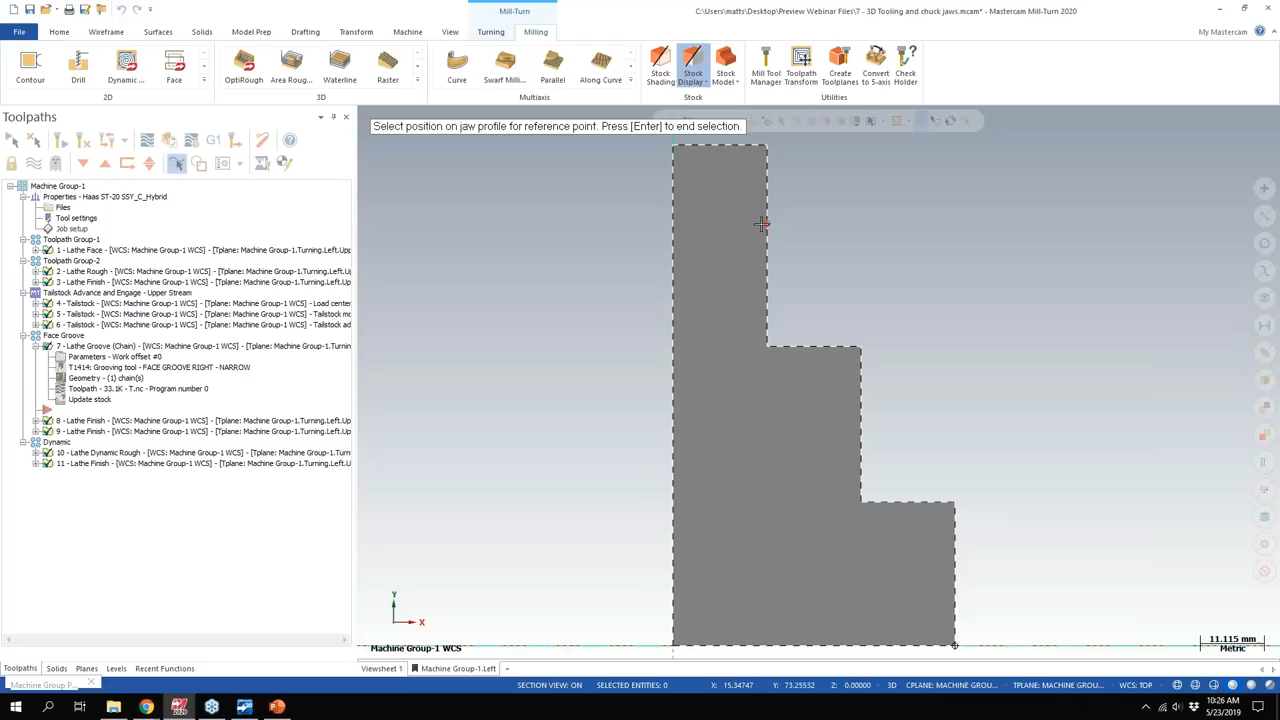 Mill-Turn
C:\Users\matts\Desktop\Preview Webinar Files\7 - 3D Tooling and chuck jaws.mcam* - Mastercam Mill-Turn 2020
File Home Wireframe Surfaces Solids Model Prep Drafting Transform Machine View Turning Milling My Mastercam
Contour Drill Dynamic ... Face OptiRough Area Roug... Waterline Raster Curve Swarf Milli... Parallel Along Curve Stock Shading Stock Display Stock Model Mill Tool Manager Toolpath Transform Create Toolplanes Convert to 5-axis Check Holder
2D 3D Multiaxis Stock Utilities
Toolpaths
Select position on jaw profile for reference point. Press [Enter] to end selection.
G1
Machine Group-1
Properties - Haas ST-20 SSY_C_Hybrid
Files
Tool settings
Job setup
Toolpath Group-1
1 - Lathe Face - [WCS: Machine Group-1 WCS] - [Tplane: Machine Group-1.Turning.Left.Upp
Toolpath Group-2
2 - Lathe Rough - [WCS: Machine Group-1 WCS] - [Tplane: Machine Group-1.Turning.Left.U
3 - Lathe Finish - [WCS: Machine Group-1 WCS] - [Tplane: Machine Group-1.Turning.Left.Up
Tailstock Advance and Engage - Upper Stream
4 - Tailstock - [WCS: Machine Group-1 WCS] - [Tplane: Machine Group-1 WCS] - Load center
5 - Tailstock - [WCS: Machine Group-1 WCS] - [Tplane: Machine Group-1 WCS] - Tailstock mo
6 - Tailstock - [WCS: Machine Group-1 WCS] - [Tplane: Machine Group-1 WCS] - Tailstock ad
Face Groove
7 - Lathe Groove (Chain) - [WCS: Machine Group-1 WCS] - [Tplane: Machine Group-1.Turnin
Parameters - Work offset #0
T1414: Grooving tool - FACE GROOVE RIGHT - NARROW
Geometry - (1) chain(s)
Toolpath - 33.1K - T.nc - Program number 0
Update stock
8 - Lathe Finish - [WCS: Machine Group-1 WCS] - [Tplane: Machine Group-1.Turning.Left.Up
9 - Lathe Finish - [WCS: Machine Group-1 WCS] - [Tplane: Machine Group-1.Turning.Left.Up
Dynamic
10 - Lathe Dynamic Rough - [WCS: Machine Group-1 WCS] - [Tplane: Machine Group-1.Turnin
11 - Lathe Finish - [WCS: Machine Group-1 WCS] - [Tplane: Machine Group-1.Turning.Left.U
Y
X
Machine Group-1 WCS
11.115 mm
Metric
Toolpaths Solids Planes Levels Recent Functions
Viewsheet 1 Machine Group-1.Left +
Machine Group P...
SECTION VIEW: ON SELECTED ENTITIES: 0 X: 15.34747 Y: 73.25532 Z: 0.00000 3D CPLANE: MACHINE GROU... TPLANE: MACHINE GROU... WCS: TOP
10:26 AM
5/23/2019